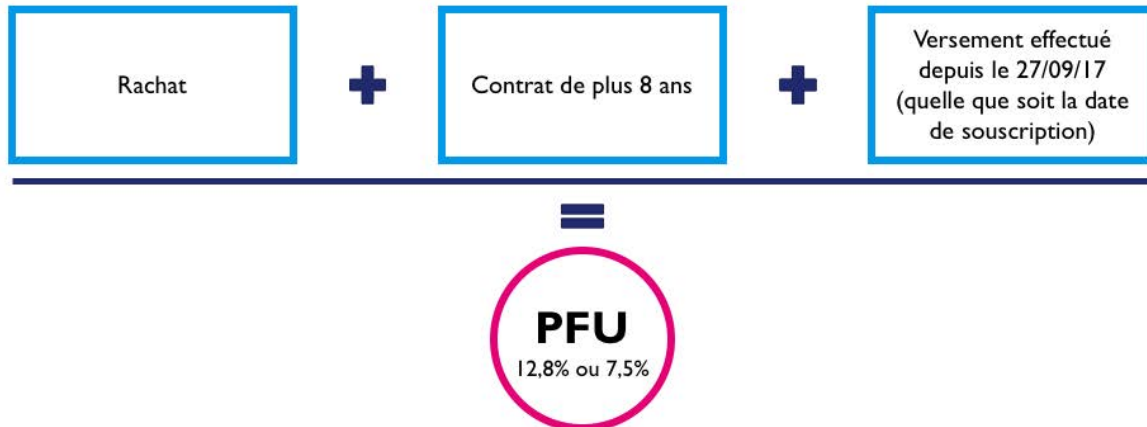 Rachat
Contrat de plus 8 ans
Versement effectué
depuis le 27/09/17
(quelle que soit la date
de souscription)
PFU
12,8% ou 7,5%